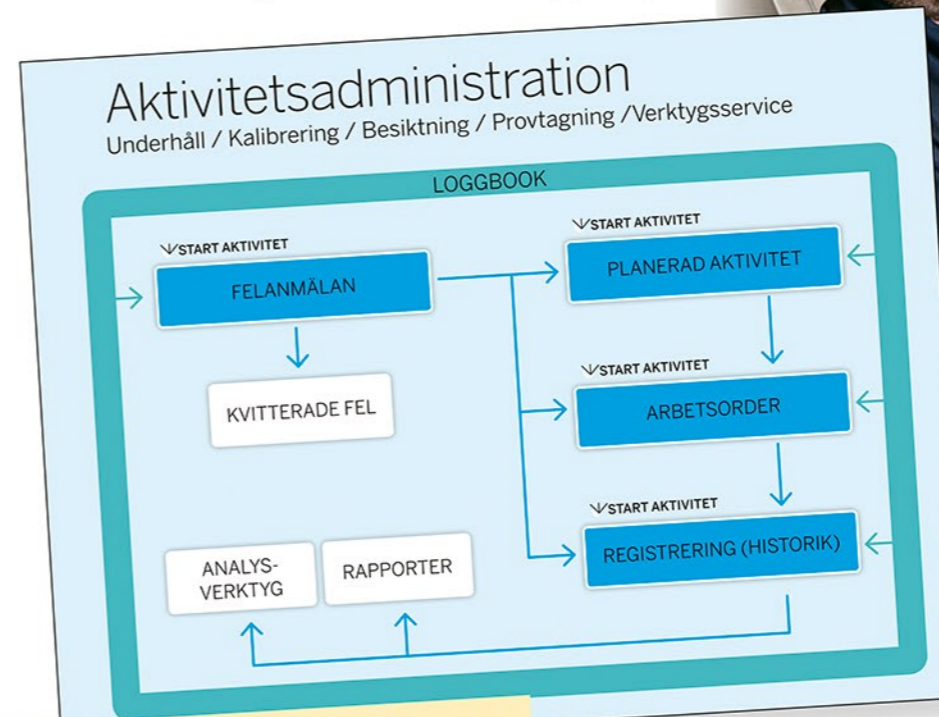 Aktivitetsadministration
Underhåll / Kalibrering / Besiktning / Provtagning /Verktygsservice
LOGGBOOK
START AKTIVITET
FELANMÄLAN
KVITTERADE FEL
START AKTIVITET
PLANERAD AKTIVITET
START AKTIVITET
ARBETSORDER
START AKTIVITET
REGISTRERING (HISTORIK)
ANALYS-
VERKTYG
RAPPORTER